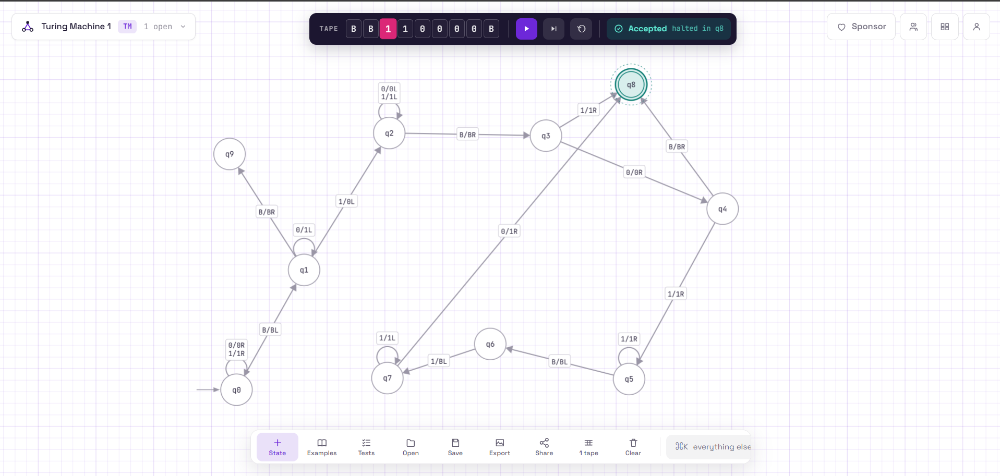 Turing Machine 1 TM 1 open
TAPE B B 1 1 0 0 0 0 B
Accepted halted in q8
Sponsor
q8
0/0L
1/1L
1/1R
q2
B/BR
q3
B/BR
q9
0/0R
1/0L
q4
B/BR
0/1L
0/1R
q1
1/1R
B/BL
1/1L
1/1R
0/0R
1/1R
q6
1/BL
B/BL
q7
q5
q0
State
Examples
Tests
Open
Save
Export
Share
1 tape
Clear
⌘K everything else